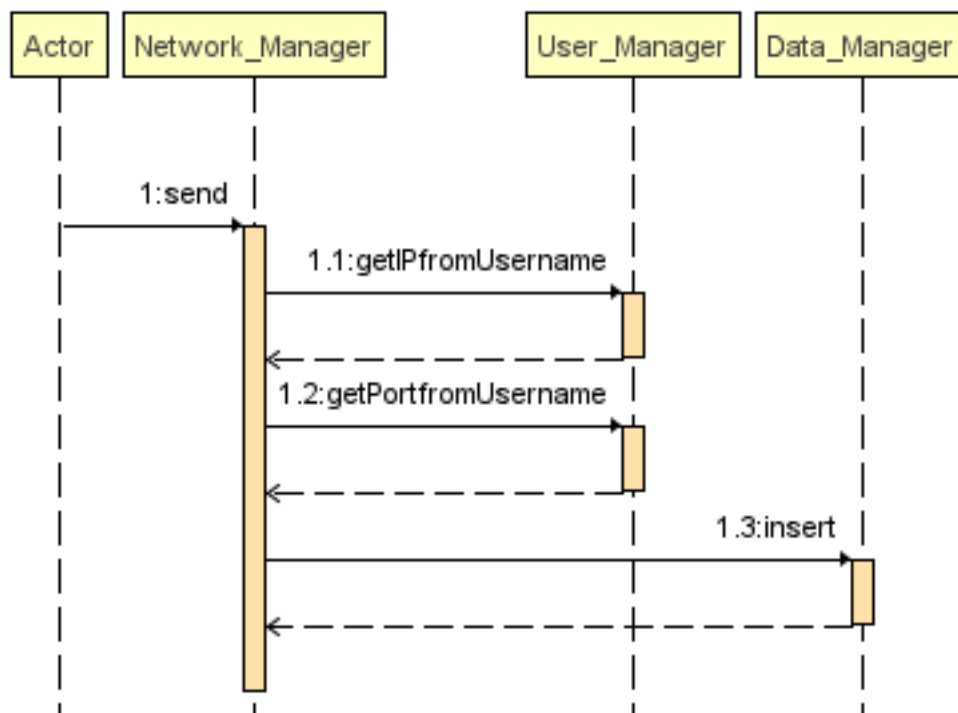 Actor
Network_Manager
User_Manager
Data_Manager
1:send
1.1:getIPfromUsername
1.2:getPortfromUsername
1.3:insert